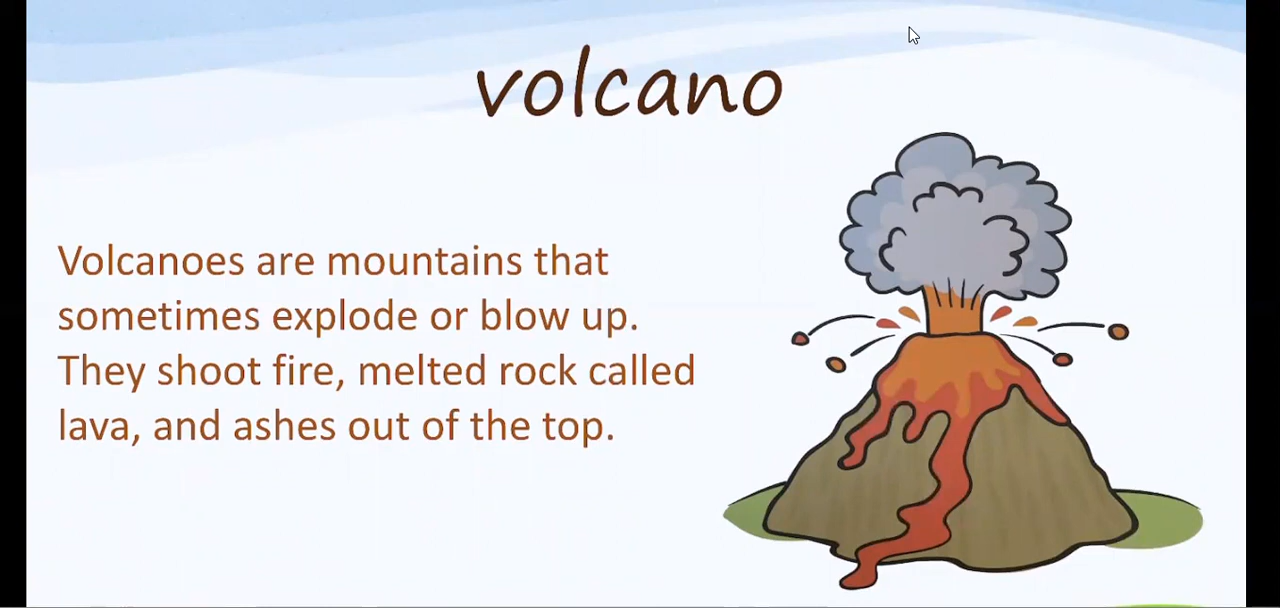 volcano
Volcanoes are mountains that
sometimes explode or blow up.
They shoot fire, melted rock called
lava, and ashes out of the top.